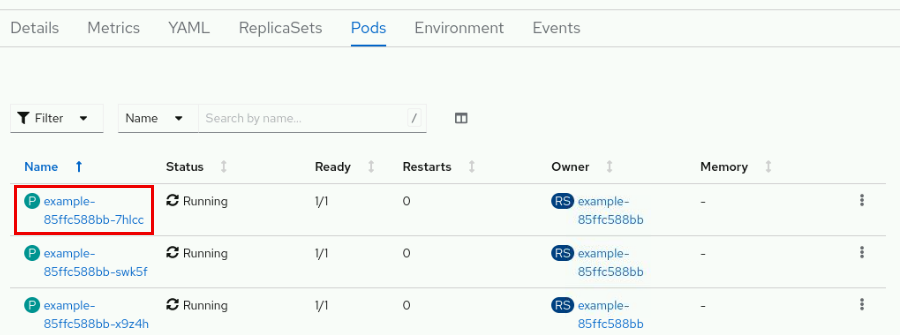 Details Metrics YAML ReplicaSets Pods Environment Events
Filter Name Search by name... /
Name Status Ready Restarts Owner Memory
P example- Running 1/1 0 RS example- -
85ffc588bb-7hlcc 85ffc588bb
P example- Running 1/1 0 RS example- -
85ffc588bb-swk5f 85ffc588bb
P example- Running 1/1 0 RS example- -
85ffc588bb-x9z4h 85ffc588bb